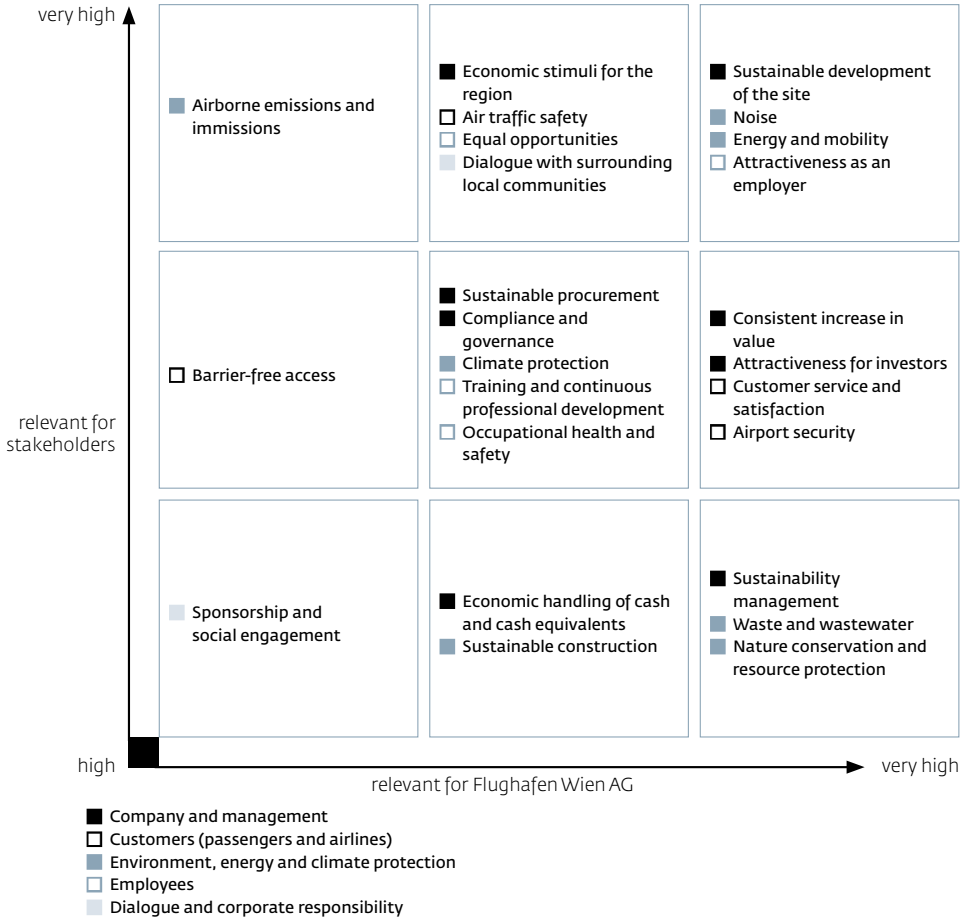 very high
Airborne emissions and
immissions
Economic stimuli for the
region
Air traffic safety
Equal opportunities
Dialogue with surrounding
local communities
Sustainable development
of the site
Noise
Energy and mobility
Attractiveness as an
employer
relevant for
stakeholders
Barrier-free access
Sustainable procurement
Compliance and
governance
Climate protection
Training and continuous
professional development
Occupational health and
safety
Consistent increase in
value
Attractiveness for investors
Customer service and
satisfaction
Airport security
Sponsorship and
social engagement
Economic handling of cash
and cash equivalents
Sustainable construction
Sustainability
management
Waste and wastewater
Nature conservation and
resource protection
high
relevant for Flughafen Wien AG
very high
Company and management
Customers (passengers and airlines)
Environment, energy and climate protection
Employees
Dialogue and corporate responsibility